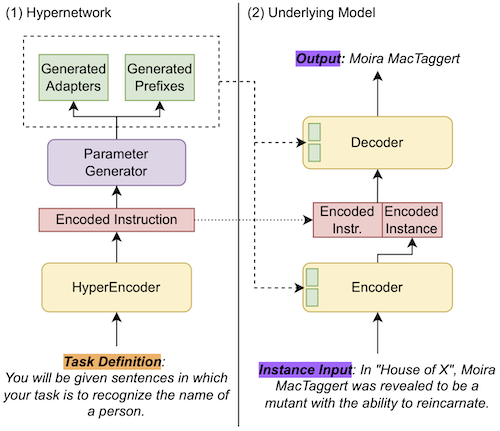 (1) Hypernetwork
Generated
Adapters
Generated
Prefixes
Parameter
Generator
Encoded Instruction
HyperEncoder
Task Definition:
You will be given sentences in which
your task is to recognize the name of
a person.
(2) Underlying Model
Output: Moira MacTaggert
Decoder
Encoded
Instr.
Encoded
Instance
Encoder
Instance Input: In "House of X", Moira
MacTaggert was revealed to be a
mutant with the ability to reincarnate.